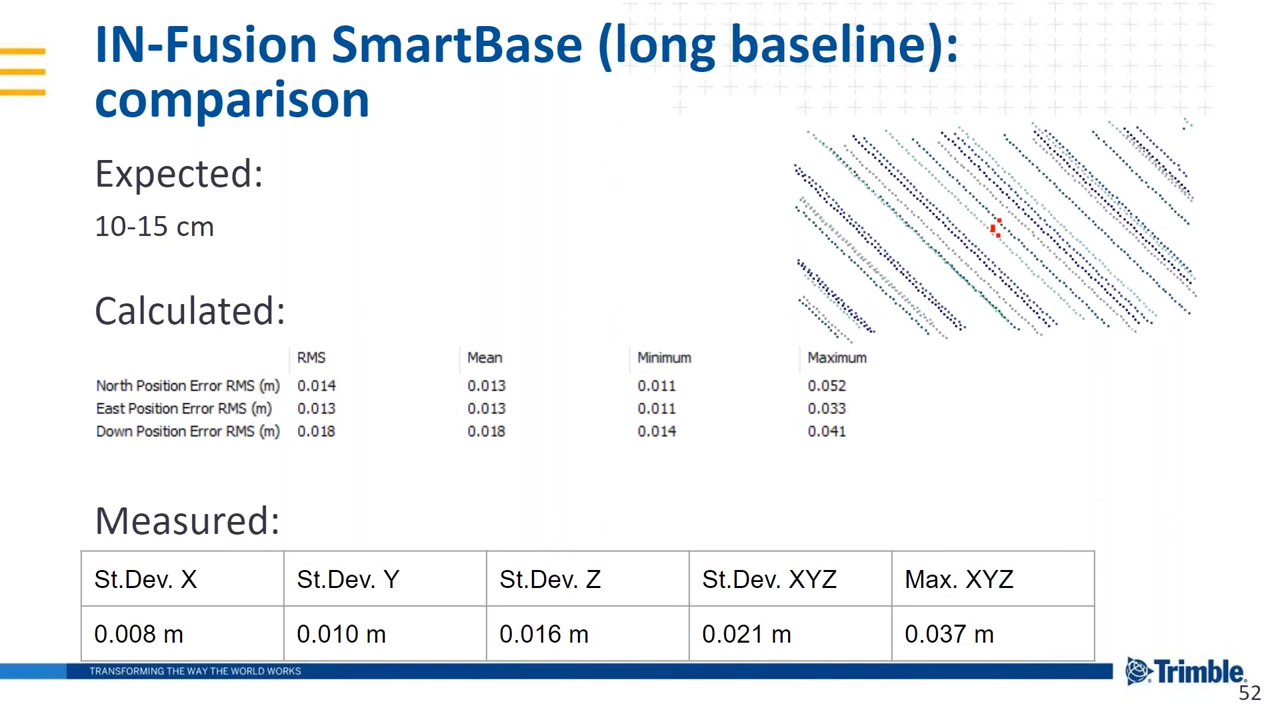 IN-Fusion SmartBase (long baseline):
comparison
Expected:
10-15 cm
Calculated:
RMS Mean Minimum Maximum
North Position Error RMS (m) 0.014 0.013 0.011 0.052
East Position Error RMS (m) 0.013 0.013 0.011 0.033
Down Position Error RMS (m) 0.018 0.018 0.014 0.041
Measured:
St.Dev. X St.Dev. Y St.Dev. Z St.Dev. XYZ Max. XYZ
0.008 m 0.010 m 0.016 m 0.021 m 0.037 m
TRANSFORMING THE WAY THE WORLD WORKS
Trimble.
52